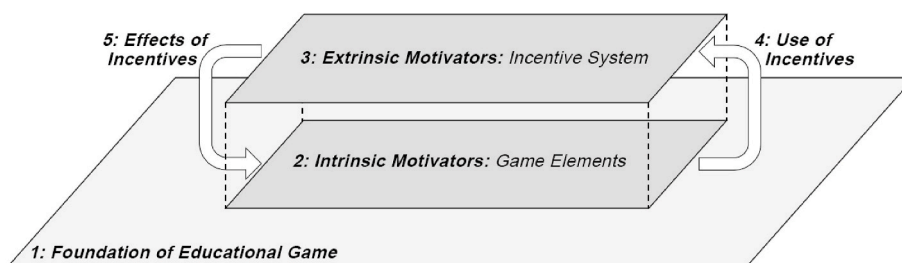 5: Effects of
Incentives
3: Extrinsic Motivators: Incentive System
4: Use of
Incentives
2: Intrinsic Motivators: Game Elements
1: Foundation of Educational Game